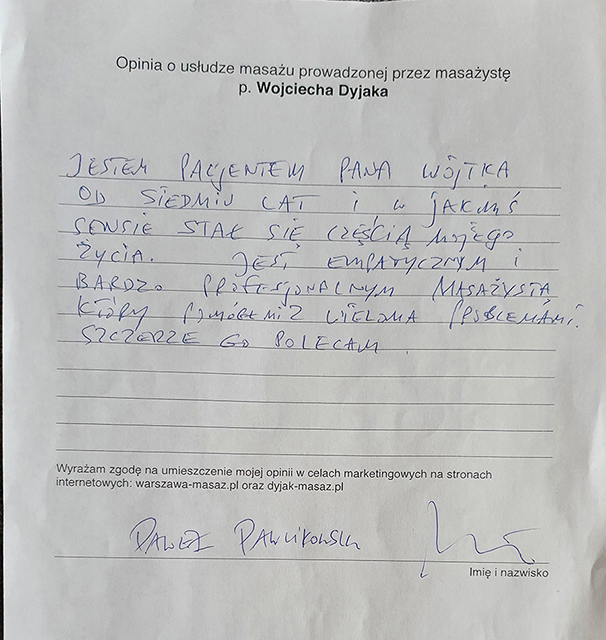 Opinia o usłudze masażu prowadzonej przez masażystę
p. Wojciecha Dyjaka
JESTEM PACJENTEM PANA WÓJTKA
OD SIEDMIU LAT I W JAKIMŚ
SENSIE STAŁ SIĘ CZĘŚCIĄ MOJEGO
ŻYCIA. JEST EMPATYCZNYM I
BARDZO PROFESJONALNYM MASAŻYSTĄ
KTÓRY POMÓGŁ MI Z WIELOMA PROBLEMAMI.
SZCZERZE GO POLECAM.
Wyrażam zgodę na umieszczenie mojej opinii w celach marketingowych na stronach
internetowych: warszawa-masaz.pl oraz dyjak-masaz.pl
PAWEŁ PAWLIKOWSKI
Imię i nazwisko